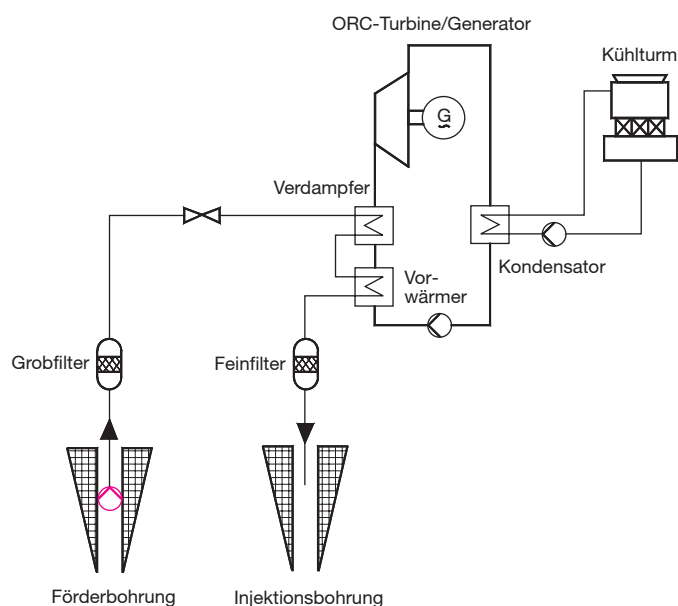 ORC-Turbine/Generator
Kühlturm
G
Verdampfer
Kondensator
Vor-
wärmer
Grobfilter
Feinfilter
Förderbohrung
Injektionsbohrung